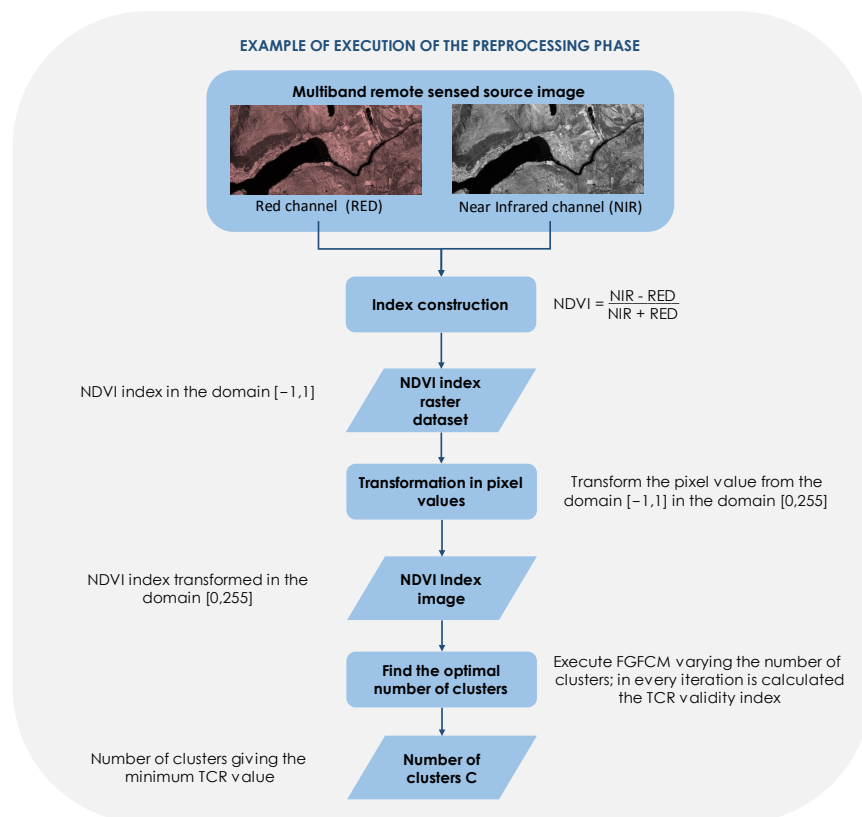 EXAMPLE OF EXECUTION OF THE PREPROCESSING PHASE
Multiband remote sensed source image
Red channel (RED)
Near Infrared channel (NIR)
Index construction
NDVI = NIR - RED
NIR + RED
NDVI index in the domain [−1,1]
NDVI index
raster
dataset
Transformation in pixel
values
Transform the pixel value from the
domain [−1,1] in the domain [0,255]
NDVI index transformed in the
domain [0,255]
NDVI Index
image
Find the optimal
number of clusters
Execute FGFCM varying the number of
clusters; in every iteration is calculated
the TCR validity index
Number of clusters giving the
minimum TCR value
Number of
clusters C